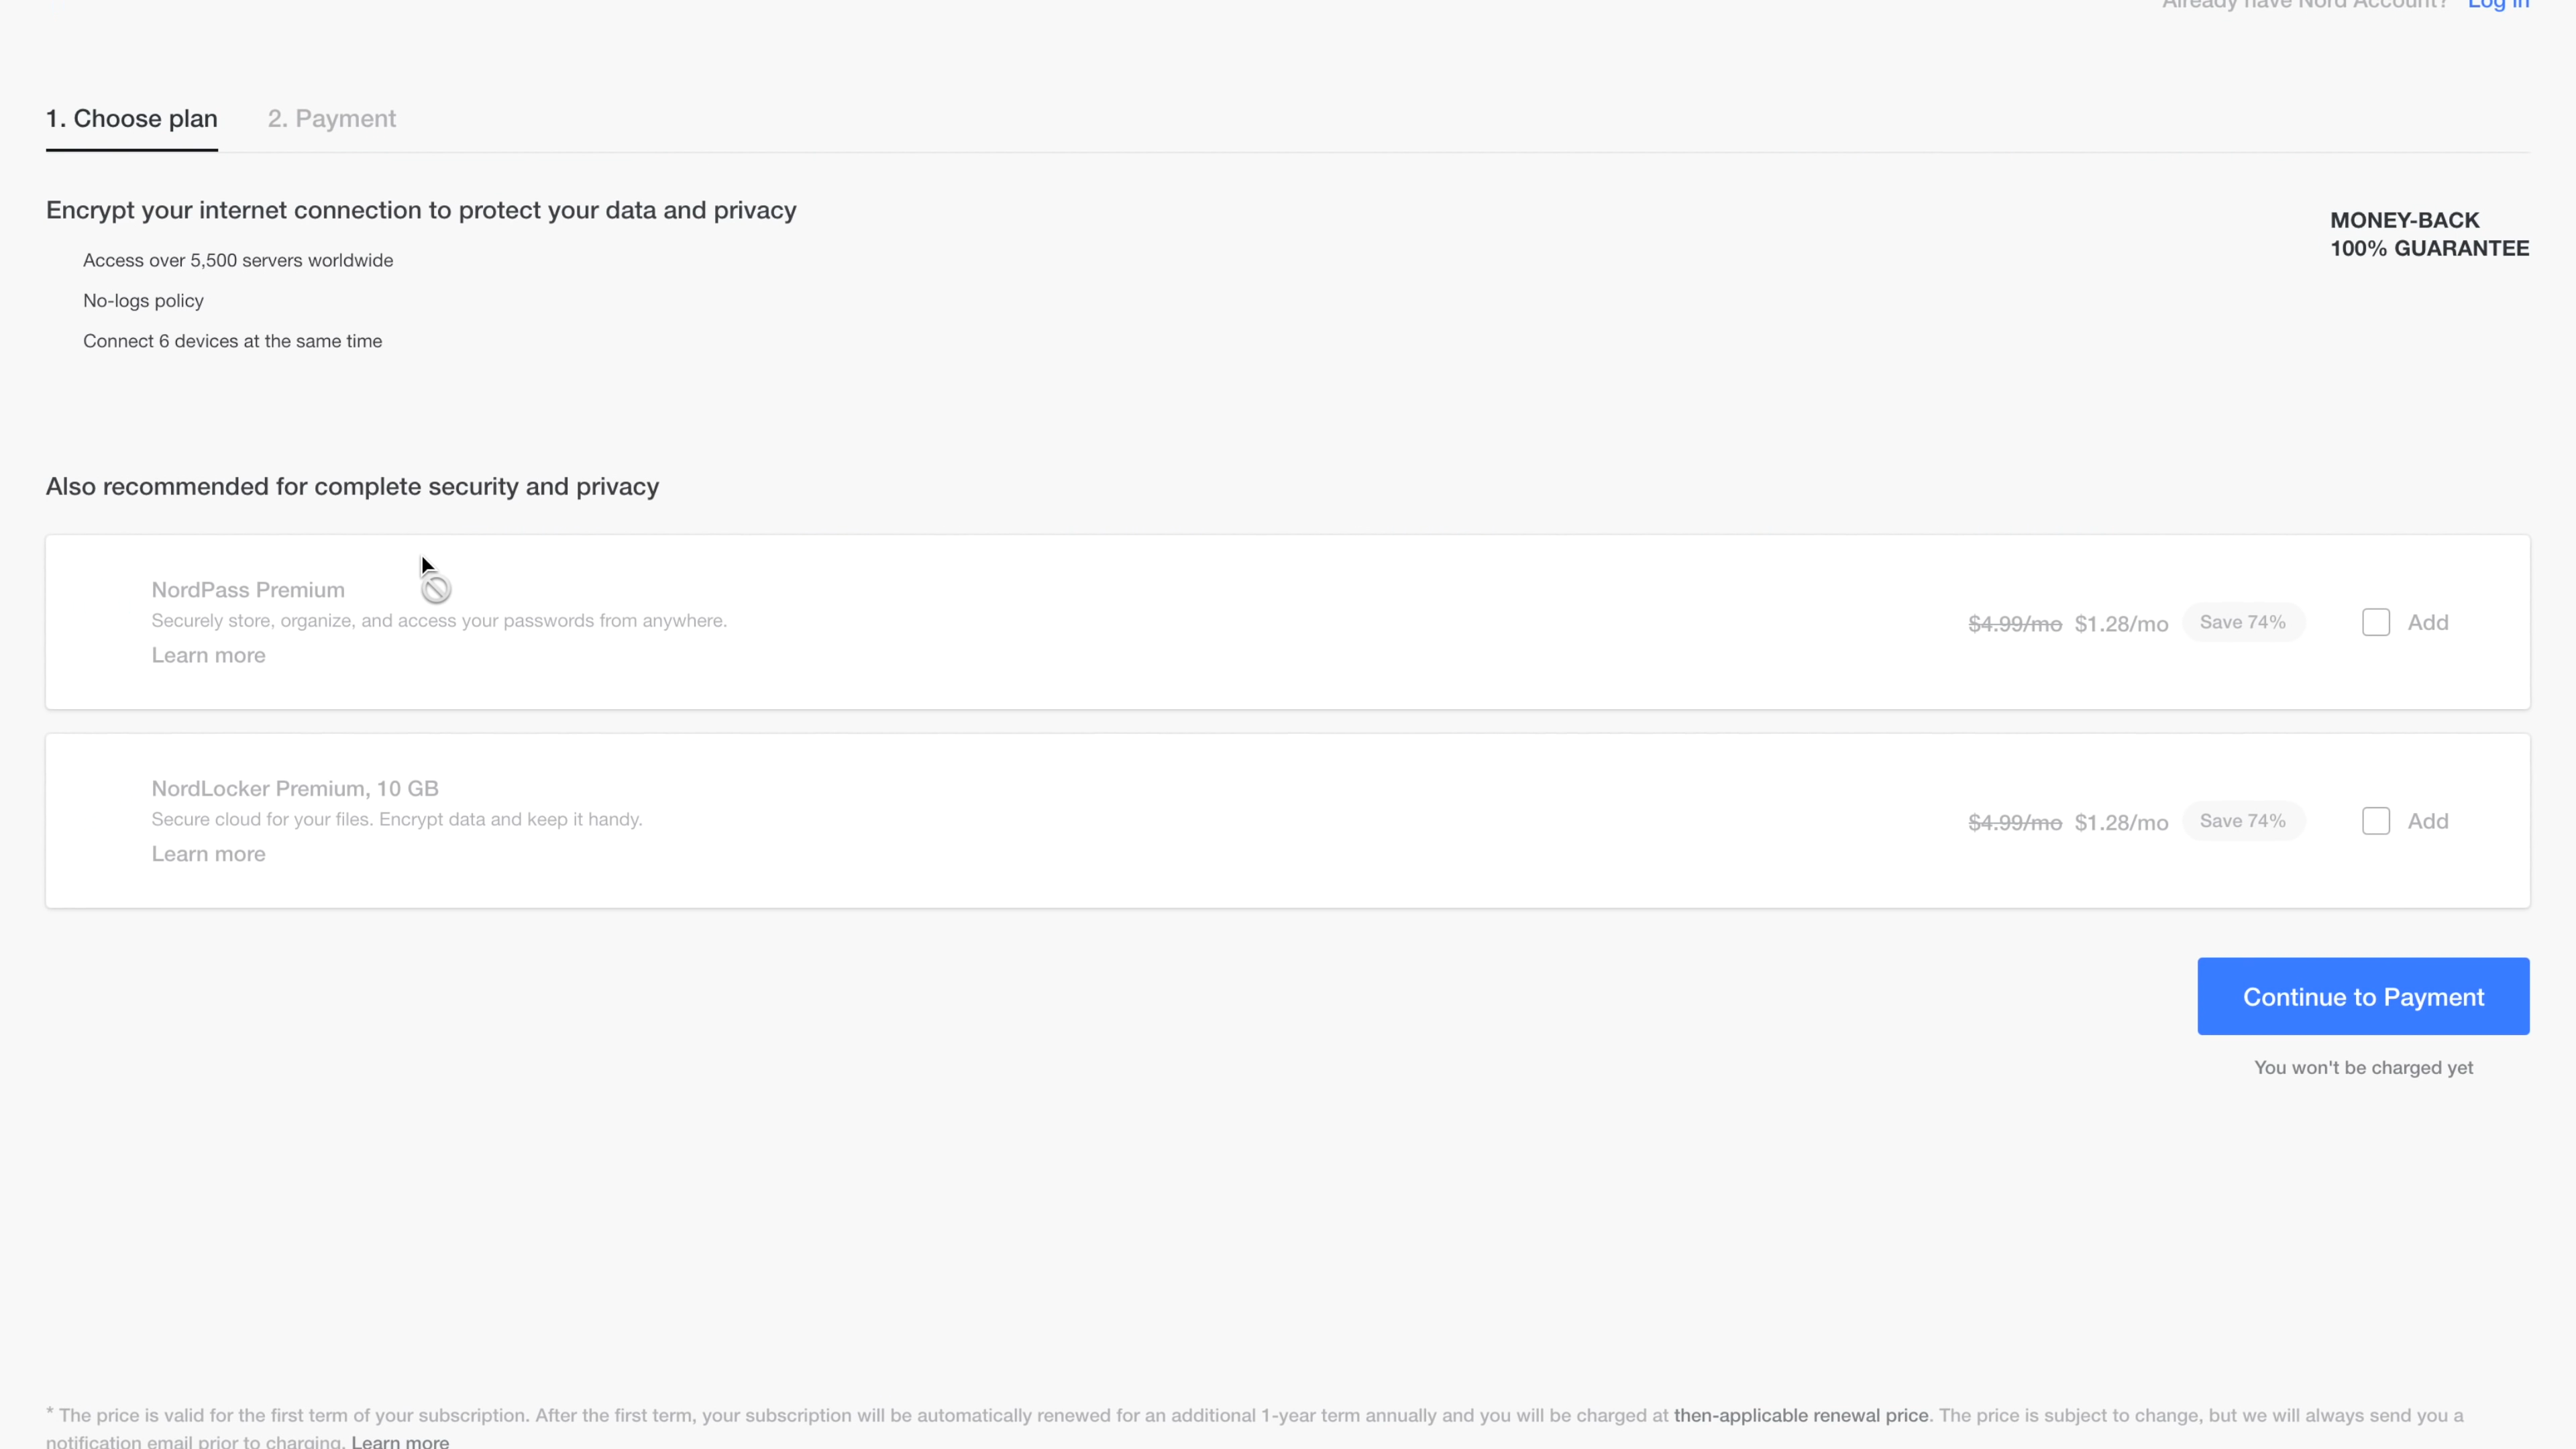 Already have Nord Account? Log in
1. Choose plan 2. Payment
Encrypt your internet connection to protect your data and privacy
MONEY-BACK
100% GUARANTEE
Access over 5,500 servers worldwide
No-logs policy
Connect 6 devices at the same time
Also recommended for complete security and privacy
NordPass Premium
Securely store, organize, and access your passwords from anywhere.
Learn more
$4.99/mo $1.28/mo Save 74% Add
NordLocker Premium, 10 GB
Secure cloud for your files. Encrypt data and keep it handy.
Learn more
$4.99/mo $1.28/mo Save 74% Add
Continue to Payment
You won't be charged yet
* The price is valid for the first term of your subscription. After the first term, your subscription will be automatically renewed for an additional 1-year term annually and you will be charged at then-applicable renewal price. The price is subject to change, but we will always send you a
notification email prior to charging. Learn more